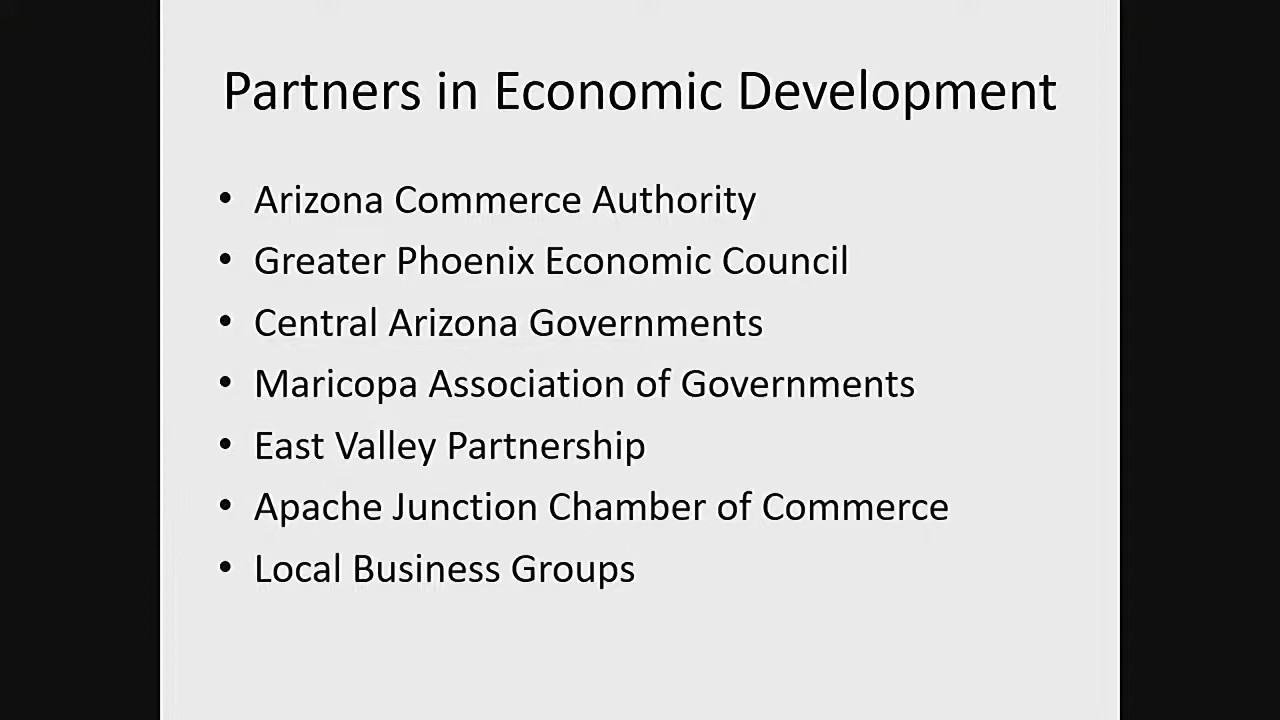 Partners in Economic Development
• Arizona Commerce Authority
• Greater Phoenix Economic Council
• Central Arizona Governments
• Maricopa Association of Governments
• East Valley Partnership
• Apache Junction Chamber of Commerce
• Local Business Groups